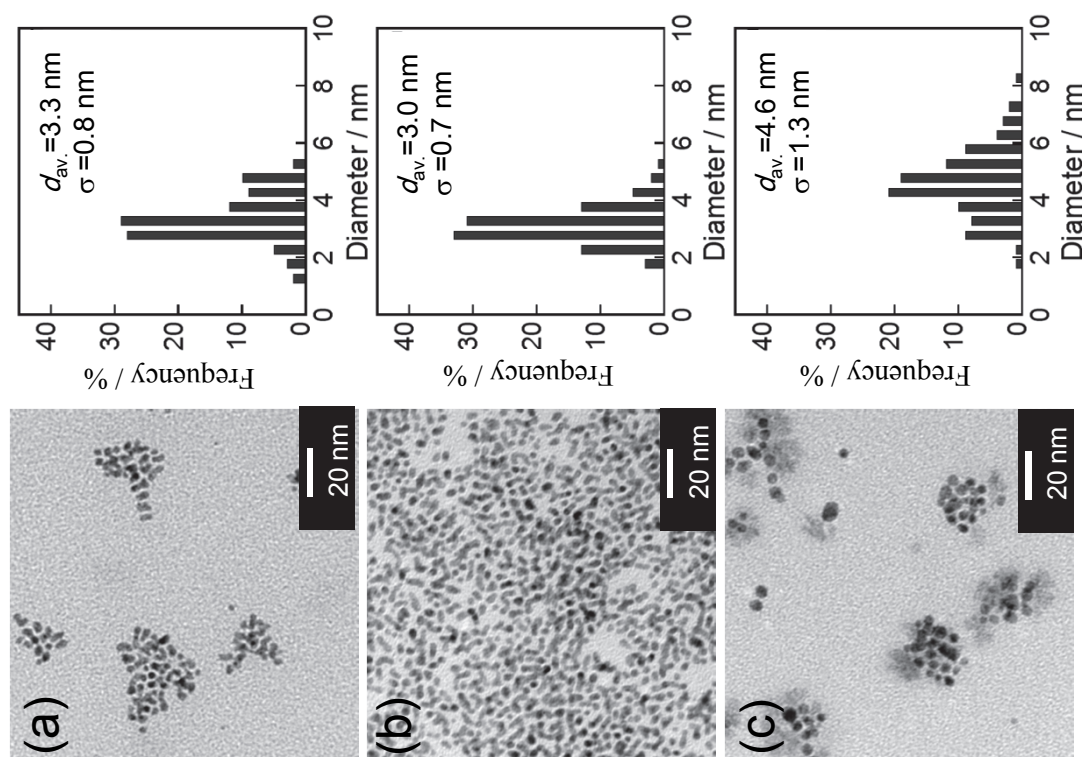 (a)
20 nm
Frequency / %
40
30
20
10
0
d av.=3.3 nm
σ =0.8 nm
0 2 4 6 8 10
Diameter / nm
(b)
20 nm
Frequency / %
40
30
20
10
0
d av.=3.0 nm
σ =0.7 nm
0 2 4 6 8 10
Diameter / nm
(c)
20 nm
Frequency / %
40
30
20
10
0
d av.=4.6 nm
σ =1.3 nm
0 2 4 6 8 10
Diameter / nm